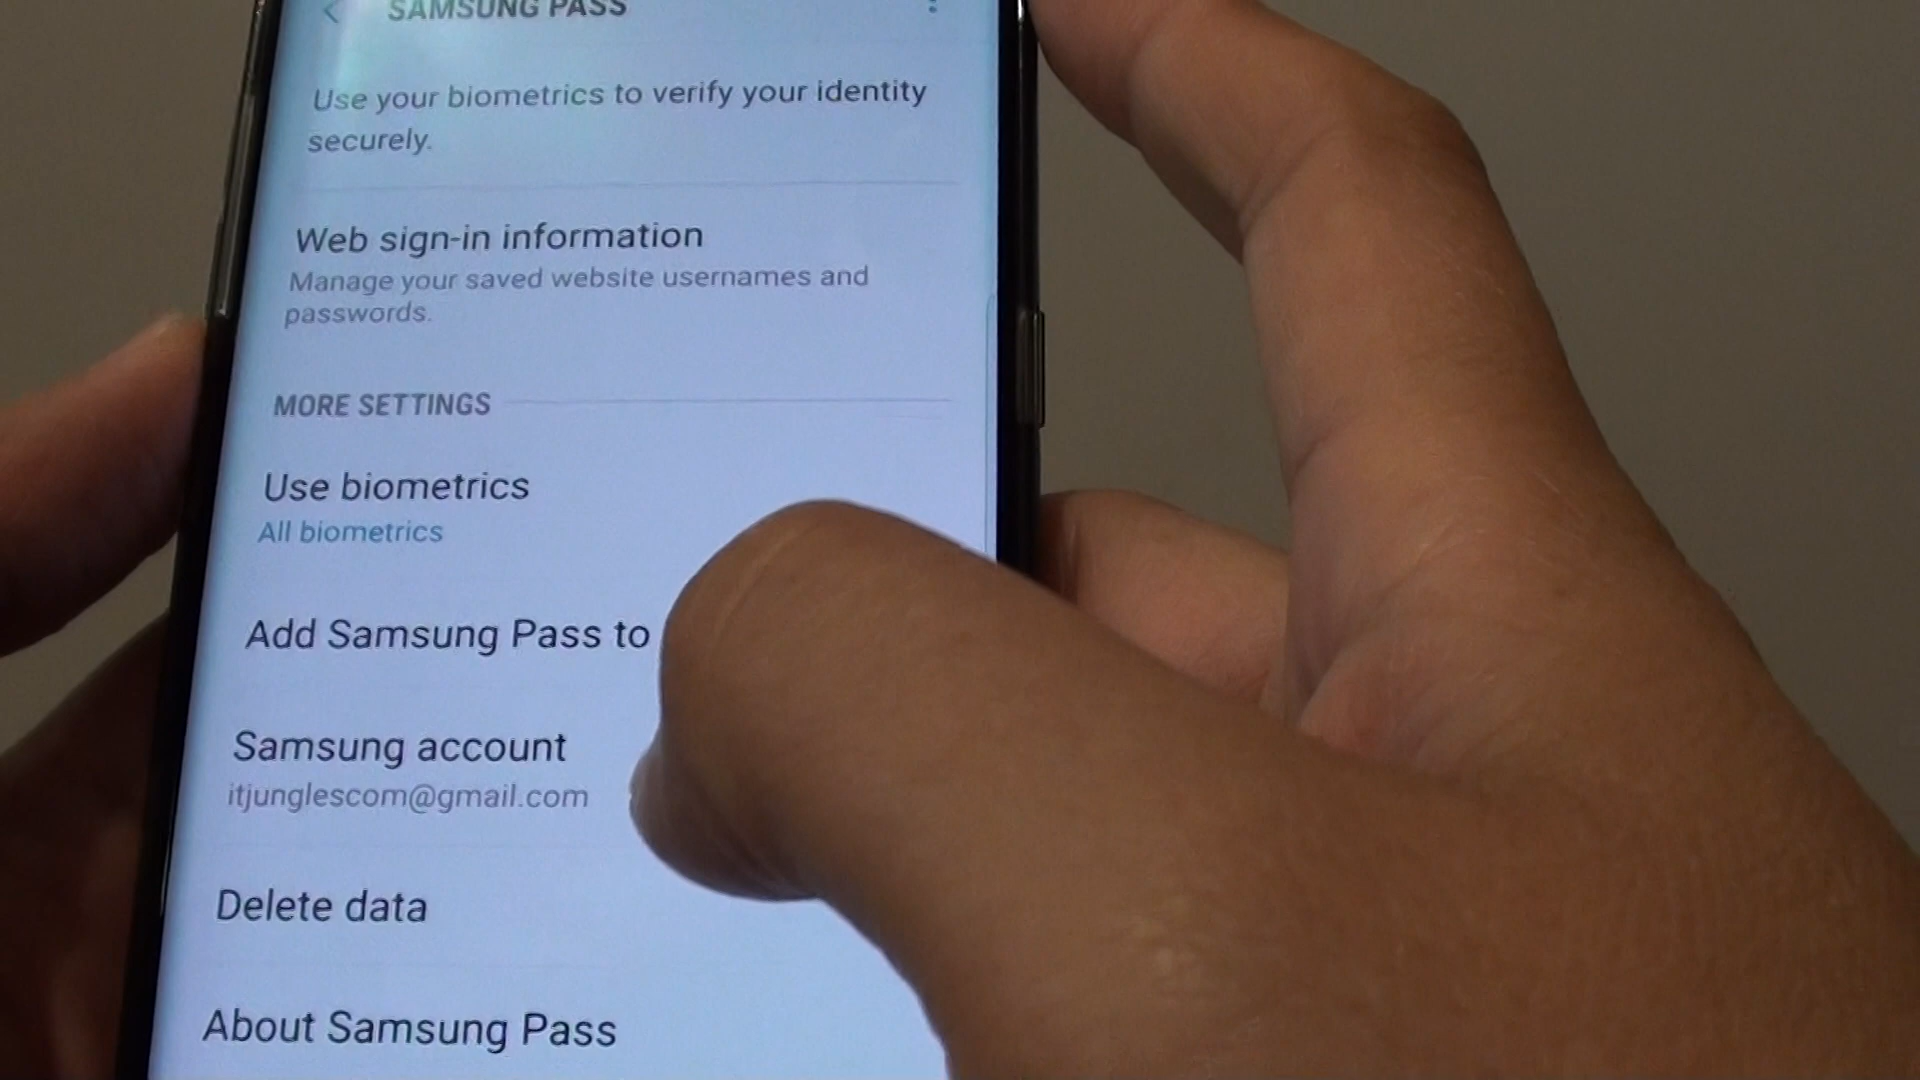 SAMSUNG PASS
Use your biometrics to verify your identity
securely.
Web sign-in information
Manage your saved website usernames and
passwords.
MORE SETTINGS
Use biometrics
All biometrics
Add Samsung Pass to
Samsung account
itjunglescom@gmail.com
Delete data
About Samsung Pass